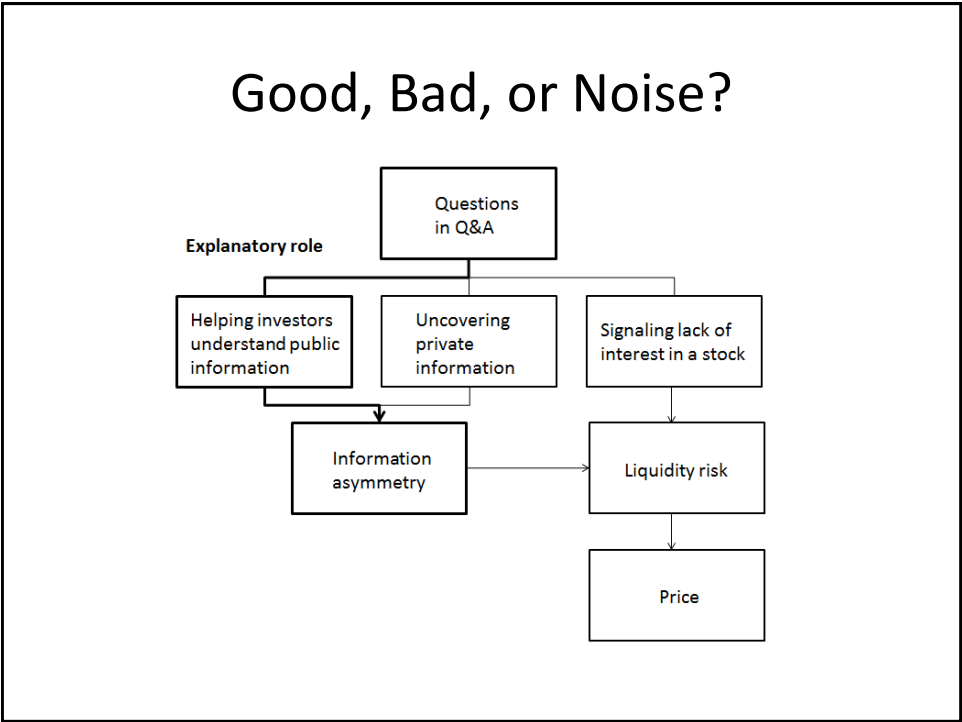 Good, Bad, or Noise?
Questions
in Q&A
Explanatory role
Helping investors
understand public
information
Uncovering
private
information
Signaling lack of
interest in a stock
Information
asymmetry
Liquidity risk
Price